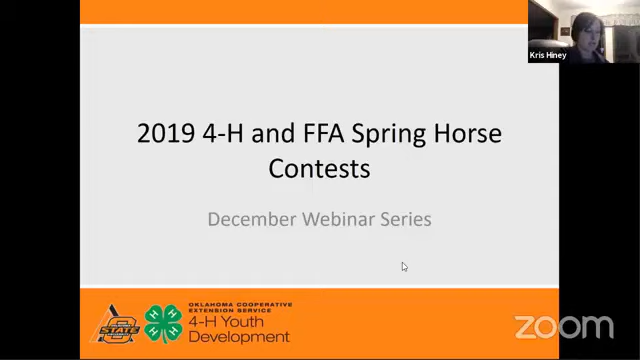 Kris Hiney
2019 4-H and FFA Spring Horse
Contests
December Webinar Series
STATE
H H H H
OKLAHOMA COOPERATIVE
EXTENSION SERVICE
4-H Youth
Development
zoom